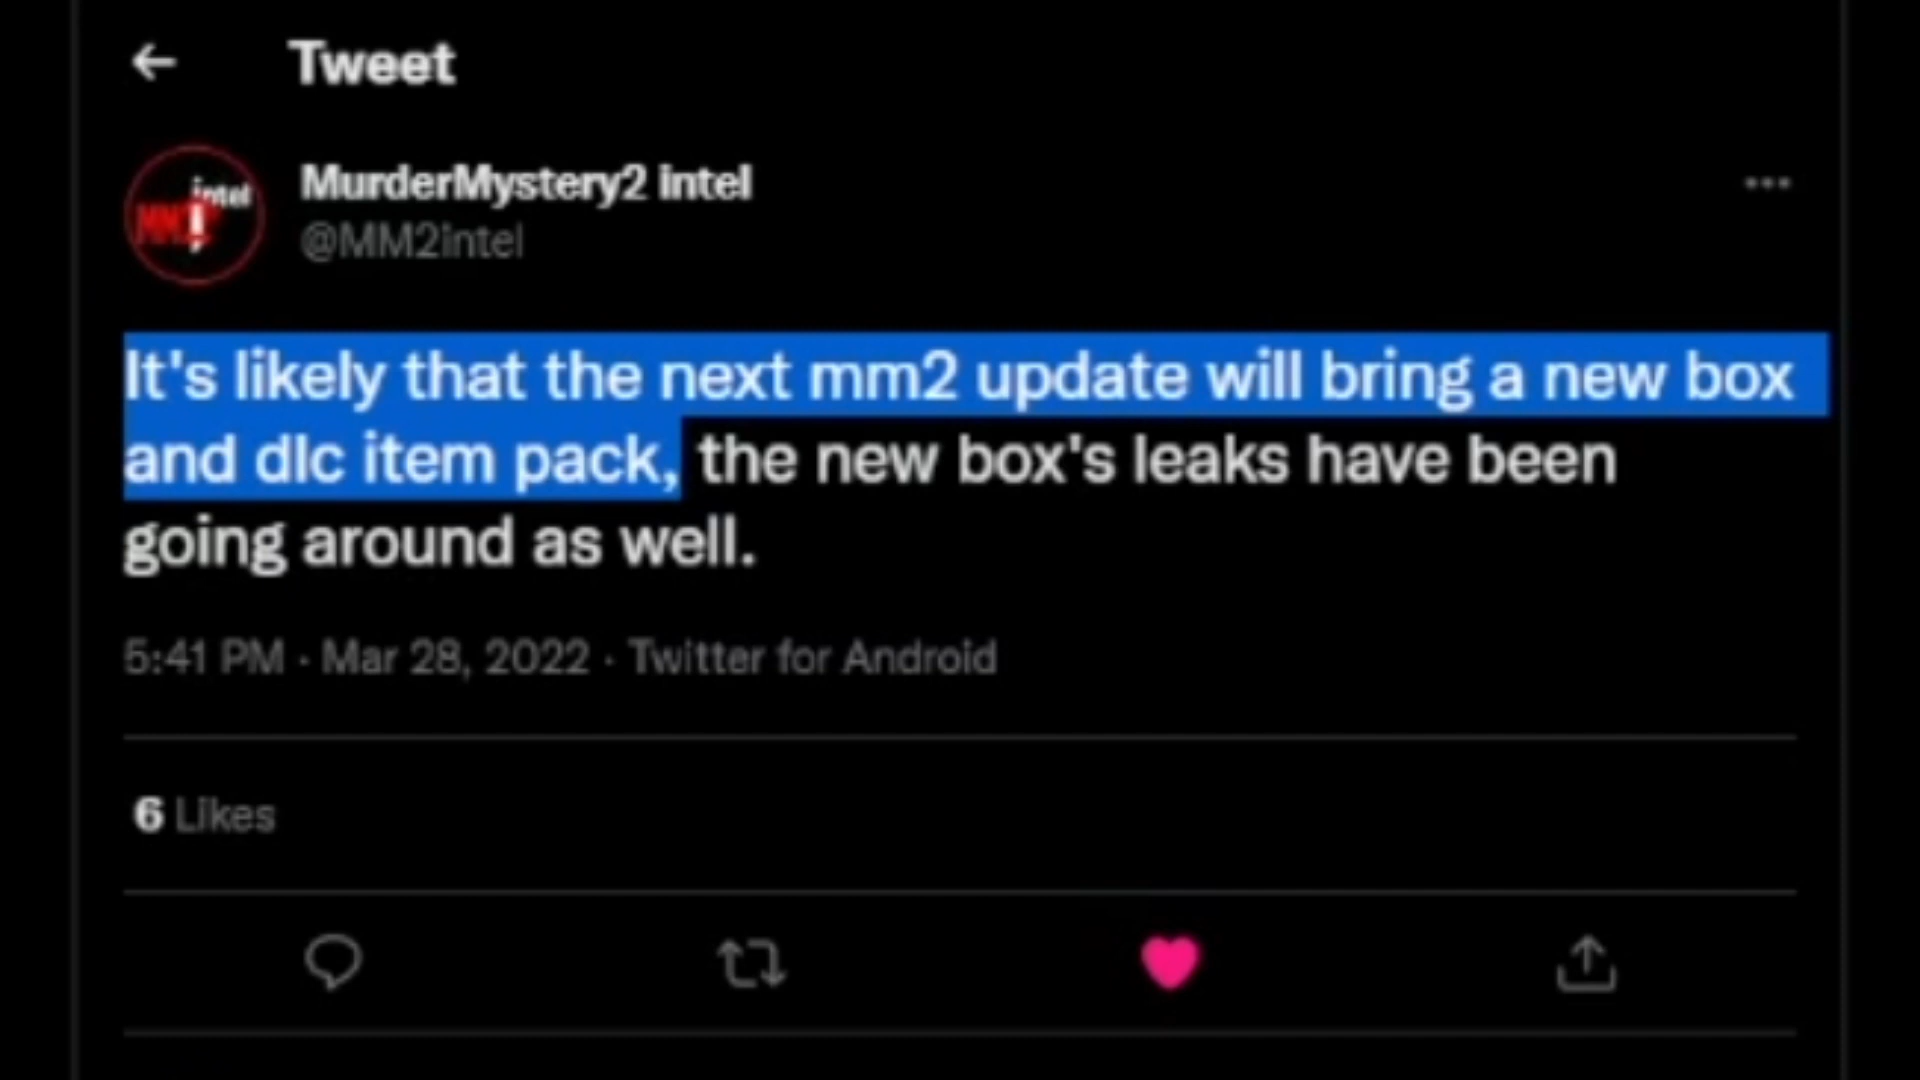 Tweet
intel
MM2
MurderMystery2 intel
@MM2intel
It's likely that the next mm2 update will bring a new box
and dlc item pack, the new box's leaks have been
going around as well.
5:41 PM · Mar 28, 2022 · Twitter for Android
6 Likes